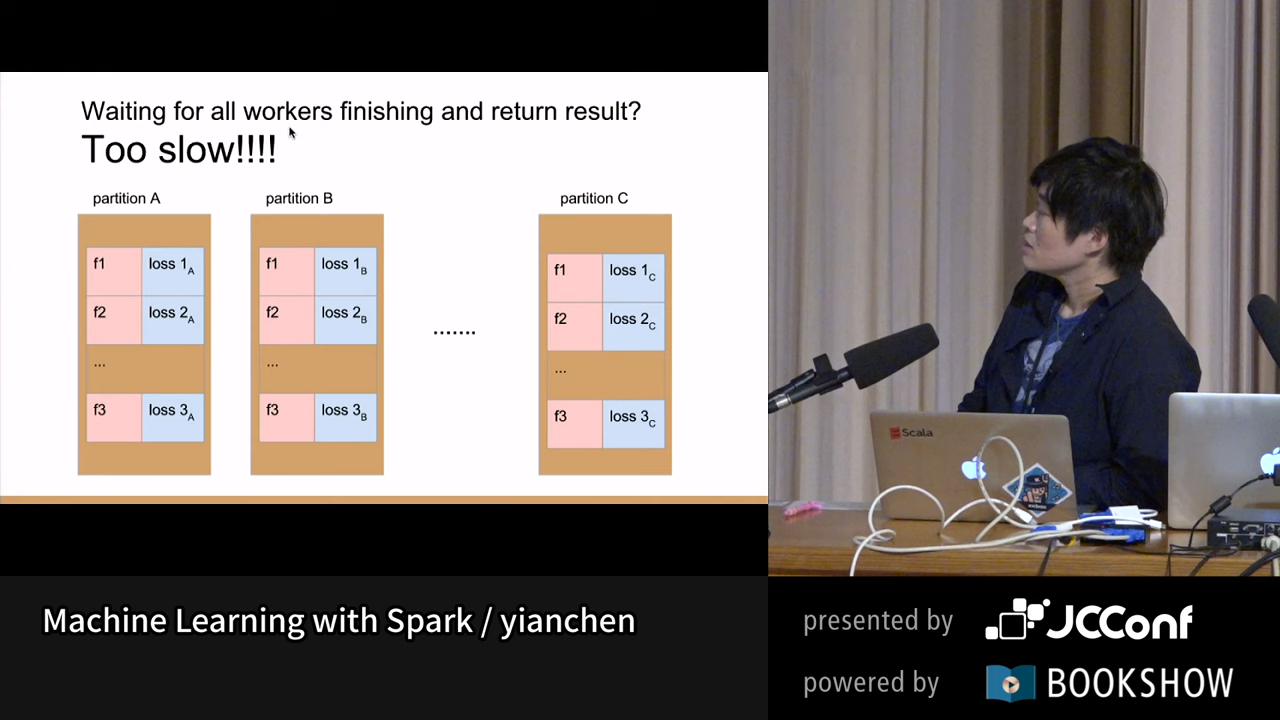 Waiting for all workers finishing and return result?
Too slow!!!!
partition A
partition B
partition C
f1 loss 1A
f2 loss 2A
...
f3 loss 3A
f1 loss 1B
f2 loss 2B
...
f3 loss 3B
.......
f1 loss 1C
f2 loss 2C
...
f3 loss 3C
Scala
Machine Learning with Spark / yianchen
presented by JCConf
powered by BOOKSHOW